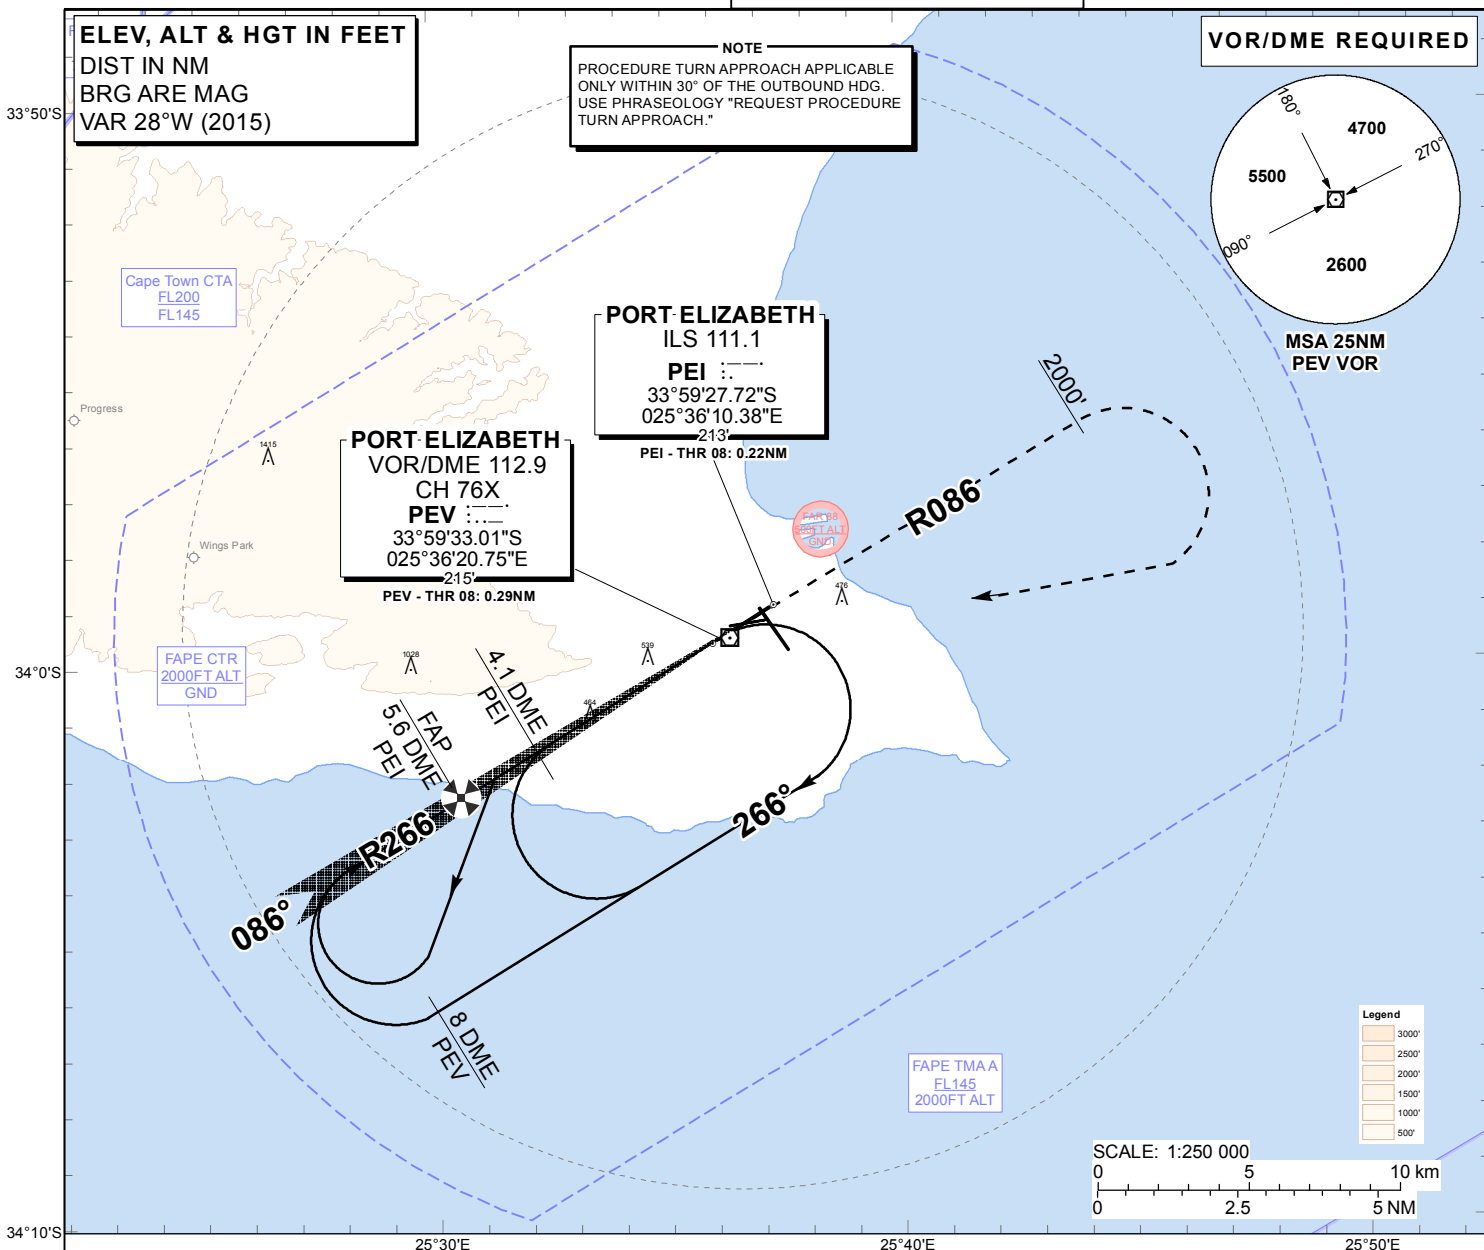 ELEV, ALT & HGT IN FEET
DIST IN NM
BRG ARE MAG
VAR 28°W (2015)
NOTE
PROCEDURE TURN APPROACH APPLICABLE
ONLY WITHIN 30° OF THE OUTBOUND HDG.
USE PHRASEOLOGY "REQUEST PROCEDURE
TURN APPROACH."
VOR/DME REQUIRED
180°
4700
270°
5500
090°
2600
MSA 25NM
PEV VOR
33°50'S
Cape Town CTA
FL200
FL145
PORT ELIZABETH
ILS 111.1
PEI
33°59'27.72"S
025°36'10.38"E
213'
PEI - THR 08: 0.22NM
2000'
Progress
1415
PORT ELIZABETH
VOR/DME 112.9
CH 76X
PEV
33°59'33.01"S
025°36'20.75"E
215'
PEV - THR 08: 0.29NM
R086
FAR 88
500FT ALT
GND
Wings Park
476
539
1028
34°0'S
FAPE CTR
2000FT ALT
GND
4.1 DME
PEI
464
FAP
5.6 DME
PEI
266°
R266
086°
8 DME
PEV
FAPE TMA A
FL145
2000FT ALT
Legend
3000'
2500'
2000'
1500'
1000'
500'
SCALE: 1:250 000
0 5 10 km
0 2.5 5 NM
34°10'S
25°30'E
25°40'E
25°50'E